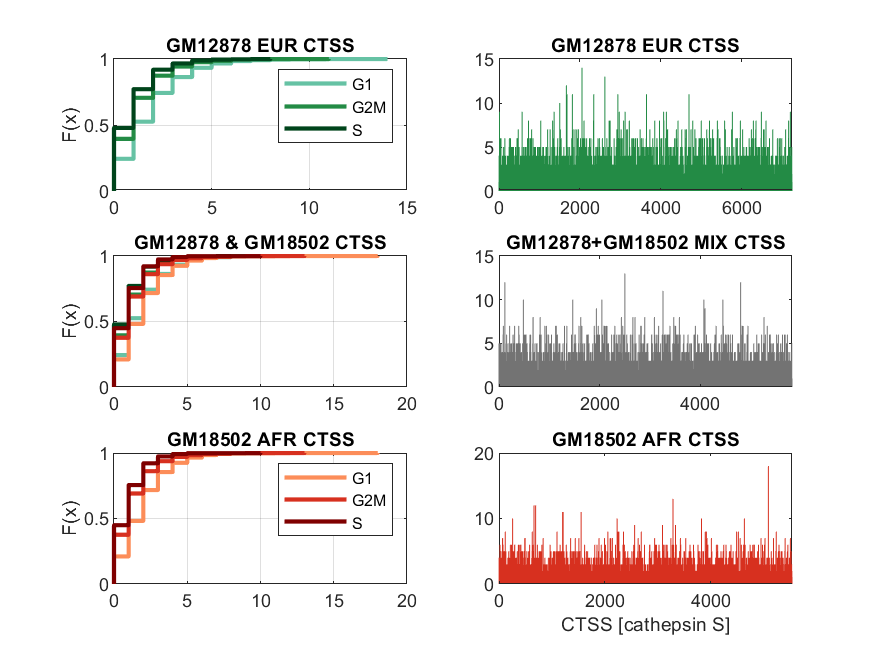 GM12878 EUR CTSS
1
0.5
0
F(x)
0 5 10 15
G1
G2M
S
GM12878 EUR CTSS
15
10
5
0
0 2000 4000 6000
GM12878 & GM18502 CTSS
1
0.5
0
F(x)
0 5 10 15 20
GM12878+GM18502 MIX CTSS
15
10
5
0
0 2000 4000
GM18502 AFR CTSS
1
0.5
0
F(x)
0 5 10 15 20
G1
G2M
S
GM18502 AFR CTSS
20
10
0
0 2000 4000
CTSS [cathepsin S]